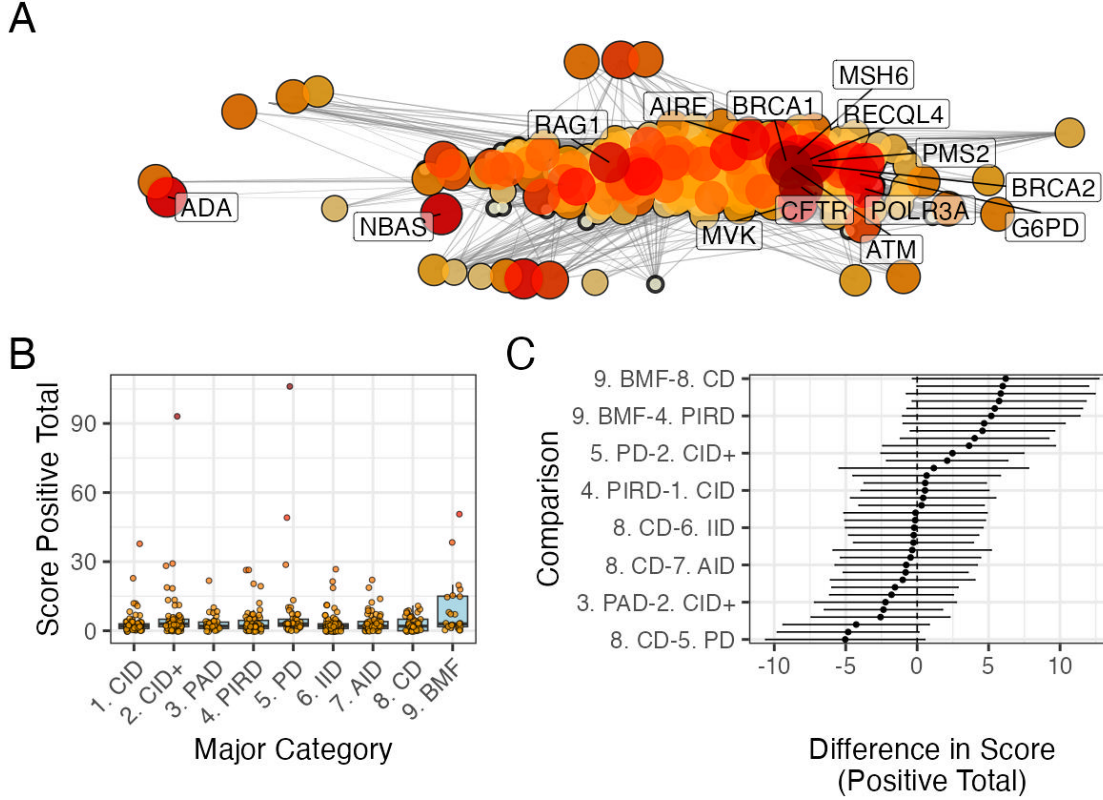 A
MSH6
AIRE
BRCA1
RECQL4
RAG1
PMS2
BRCA2
ADA
CFTR
POLR3A
NBAS
G6PD
MVK
ATM
B
Score Positive Total
90
60
30
0
1. CID
2. CID+
3. PAD
4. PIRD
5. PD
6. IID
7. AID
8. CD
9. BMF
Major Category
C
Comparison
9. BMF-8. CD
9. BMF-4. PIRD
5. PD-2. CID+
4. PIRD-1. CID
8. CD-6. IID
8. CD-7. AID
3. PAD-2. CID+
8. CD-5. PD
-10
-5
0
5
10
Difference in Score
(Positive Total)